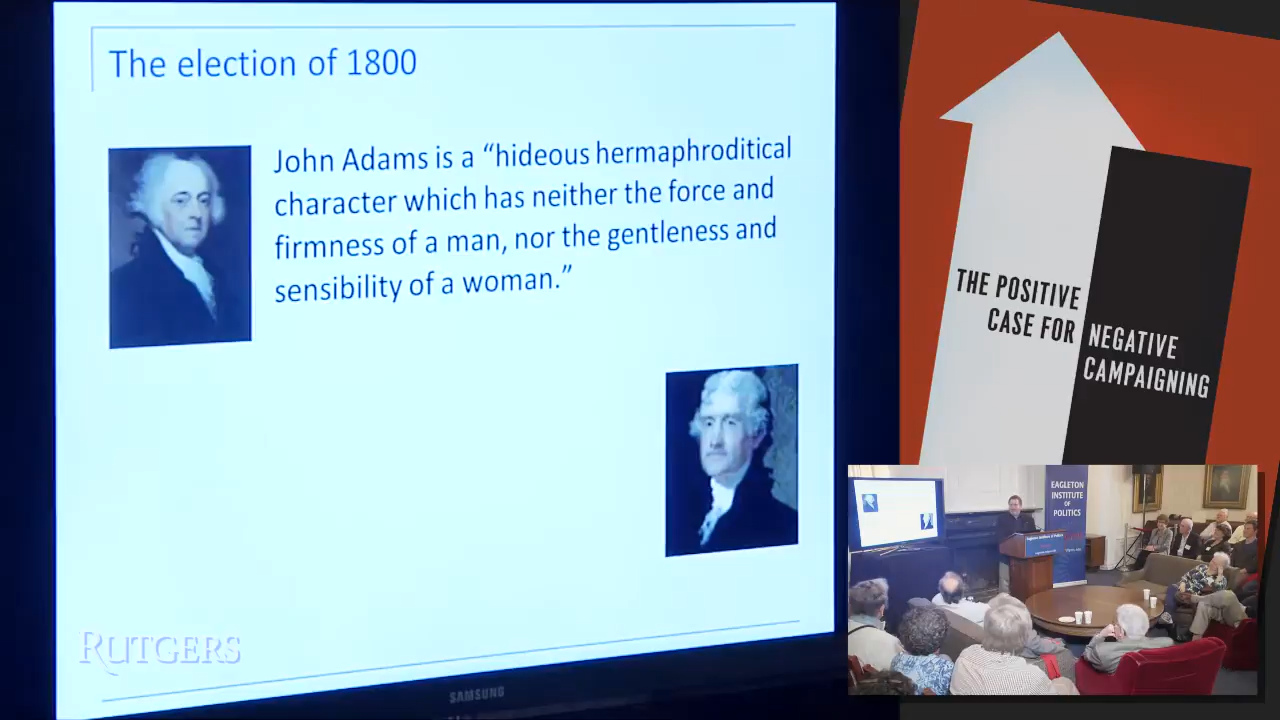 The election of 1800
John Adams is a “hideous hermaphroditical
character which has neither the force and
firmness of a man, nor the gentleness and
sensibility of a woman.”
RUTGERS
SAMSUNG
THE POSITIVE
CASE FOR
NEGATIVE
CAMPAIGNING
EAGLETON
INSTITUTE
OF
POLITICS